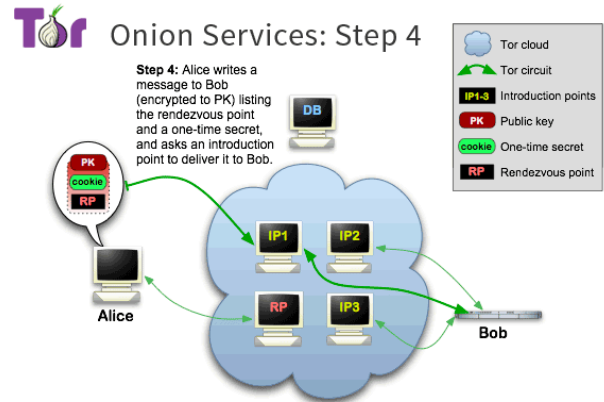 Tor
Onion Services: Step 4
Step 4: Alice writes a
message to Bob
(encrypted to PK) listing
the rendezvous point
and a one-time secret,
and asks an introduction
point to deliver it to Bob.
DB
Tor cloud
Tor circuit
IP1-3 Introduction points
PK Public key
cookie One-time secret
RP Rendezvous point
PK
cookie
RP
IP1
IP2
RP
IP3
Alice
Bob